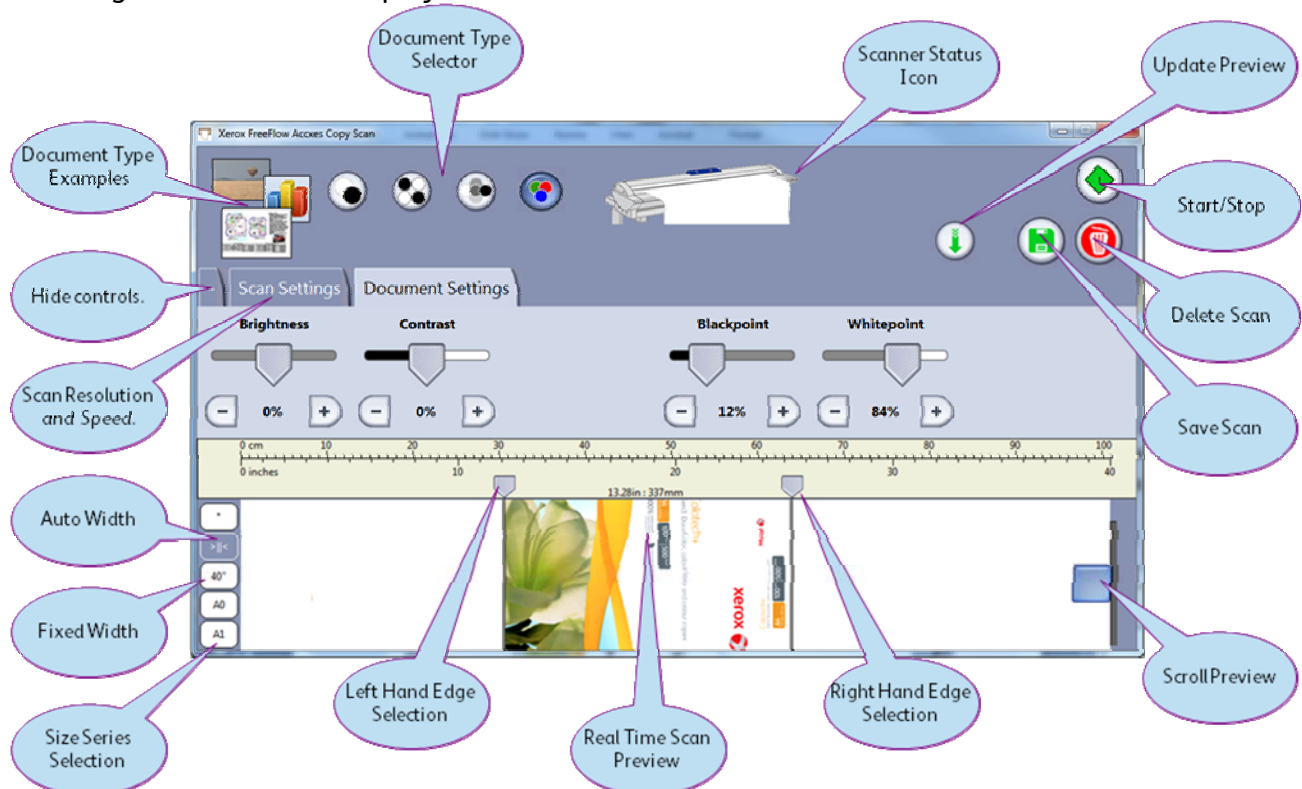 Document Type
Selector
Scanner Status
Icon
Update Preview
Xerox FreeFlow Accxes Copy Scan
Document Type
Examples
Start/Stop
Hide controls.
Scan Settings
Document Settings
Delete Scan
Brightness
Contrast
Blackpoint
Whitepoint
Scan Resolution
and Speed.
- 0% +
- 0% +
- 12% +
- 84% +
Save Scan
0 cm 10 20 30 40 50 60 70 80 90 100
0 inches 10 20 30 40
13.28in : 337mm
Auto Width
>||<
40"
A0
A1
Fixed Width
xerox
Left Hand Edge
Selection
Right Hand Edge
Selection
Scroll Preview
Size Series
Selection
Real Time Scan
Preview